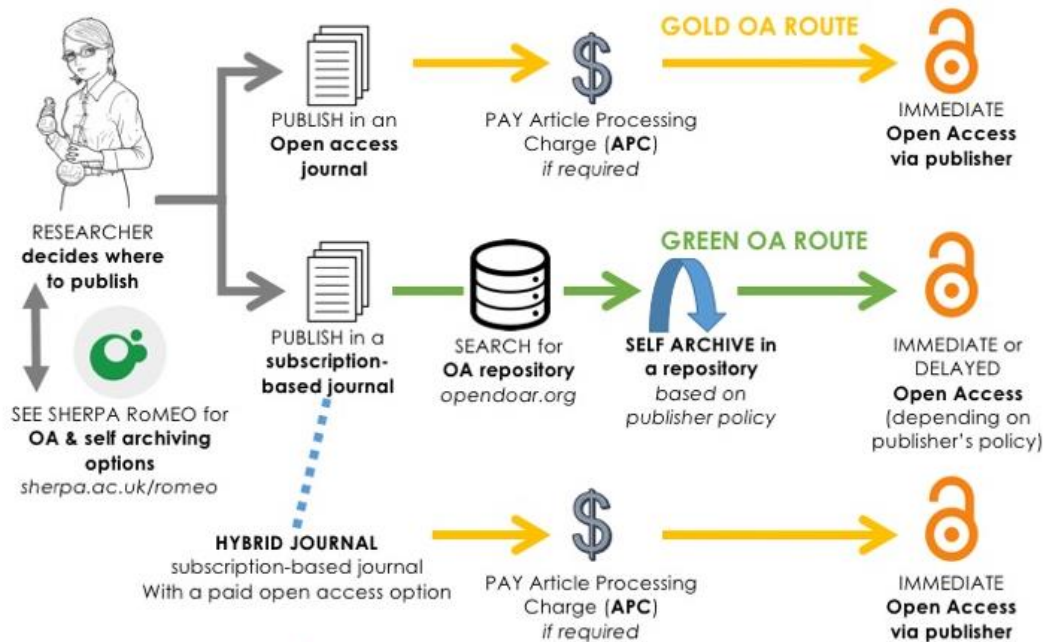 GOLD OA ROUTE
PUBLISH in an
Open access
journal
PAY Article Processing
Charge (APC)
if required
IMMEDIATE
Open Access
via publisher
RESEARCHER
decides where
to publish
GREEN OA ROUTE
PUBLISH in a
subscription-
based journal
SEARCH for
OA repository
opendoar.org
SELF ARCHIVE in
a repository
based on
publisher policy
IMMEDIATE or
DELAYED
Open Access
(depending on
publisher's policy)
SEE SHERPA RoMEO for
OA & self archiving
options
sherpa.ac.uk/romeo
HYBRID JOURNAL
subscription-based journal
With a paid open access option
PAY Article Processing
Charge (APC)
if required
IMMEDIATE
Open Access
via publisher